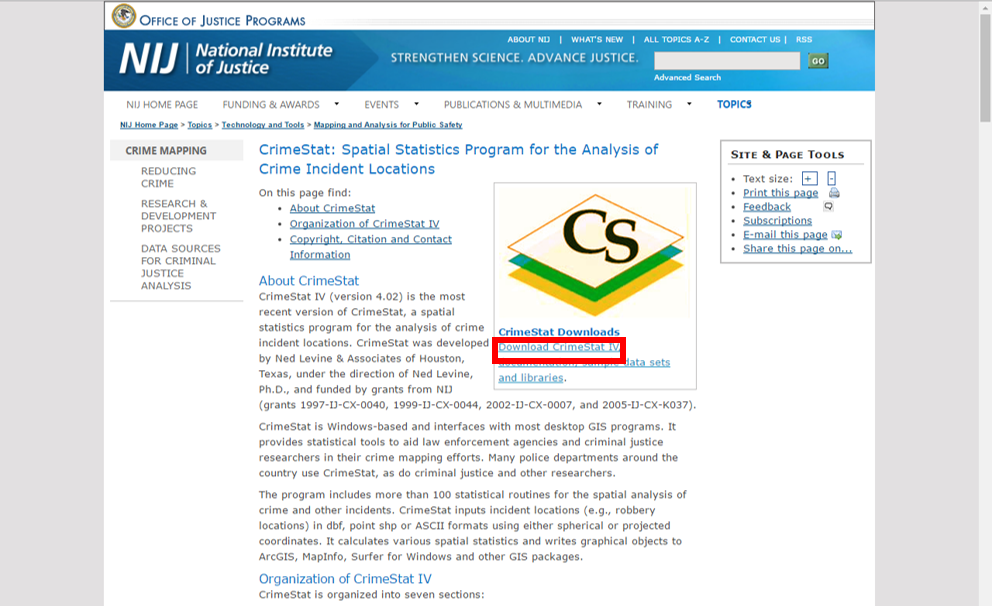 OFFICE OF JUSTICE PROGRAMS
ABOUT NIJ | WHAT'S NEW | ALL TOPICS A-Z | CONTACT US | RSS
NIJ National Institute of Justice
STRENGTHEN SCIENCE. ADVANCE JUSTICE.
GO
Advanced Search
NIJ HOME PAGE FUNDING & AWARDS EVENTS PUBLICATIONS & MULTIMEDIA TRAINING TOPICS
NIJ Home Page > Topics > Technology and Tools > Mapping and Analysis for Public Safety
CRIME MAPPING
REDUCING
CRIME
RESEARCH &
DEVELOPMENT
PROJECTS
DATA SOURCES
FOR CRIMINAL
JUSTICE
ANALYSIS
CrimeStat: Spatial Statistics Program for the Analysis of
Crime Incident Locations
On this page find:
• About CrimeStat
• Organization of CrimeStat IV
• Copyright, Citation and Contact
Information
CS
CrimeStat Downloads
Download CrimeStat IV
documentation, sample data sets
and libraries.
About CrimeStat
CrimeStat IV (version 4.02) is the most
recent version of CrimeStat, a spatial
statistics program for the analysis of crime
incident locations. CrimeStat was developed
by Ned Levine & Associates of Houston,
Texas, under the direction of Ned Levine,
Ph.D., and funded by grants from NIJ
(grants 1997-IJ-CX-0040, 1999-IJ-CX-0044, 2002-IJ-CX-0007, and 2005-IJ-CX-K037).
CrimeStat is Windows-based and interfaces with most desktop GIS programs. It
provides statistical tools to aid law enforcement agencies and criminal justice
researchers in their crime mapping efforts. Many police departments around the
country use CrimeStat, as do criminal justice and other researchers.
The program includes more than 100 statistical routines for the spatial analysis of
crime and other incidents. CrimeStat inputs incident locations (e.g., robbery
locations) in dbf, point shp or ASCII formats using either spherical or projected
coordinates. It calculates various spatial statistics and writes graphical objects to
ArcGIS, MapInfo, Surfer for Windows and other GIS packages.
Organization of CrimeStat IV
CrimeStat is organized into seven sections:
SITE & PAGE TOOLS
• Text size: + -
• Print this page
• Feedback
• Subscriptions
• E-mail this page
• Share this page on...